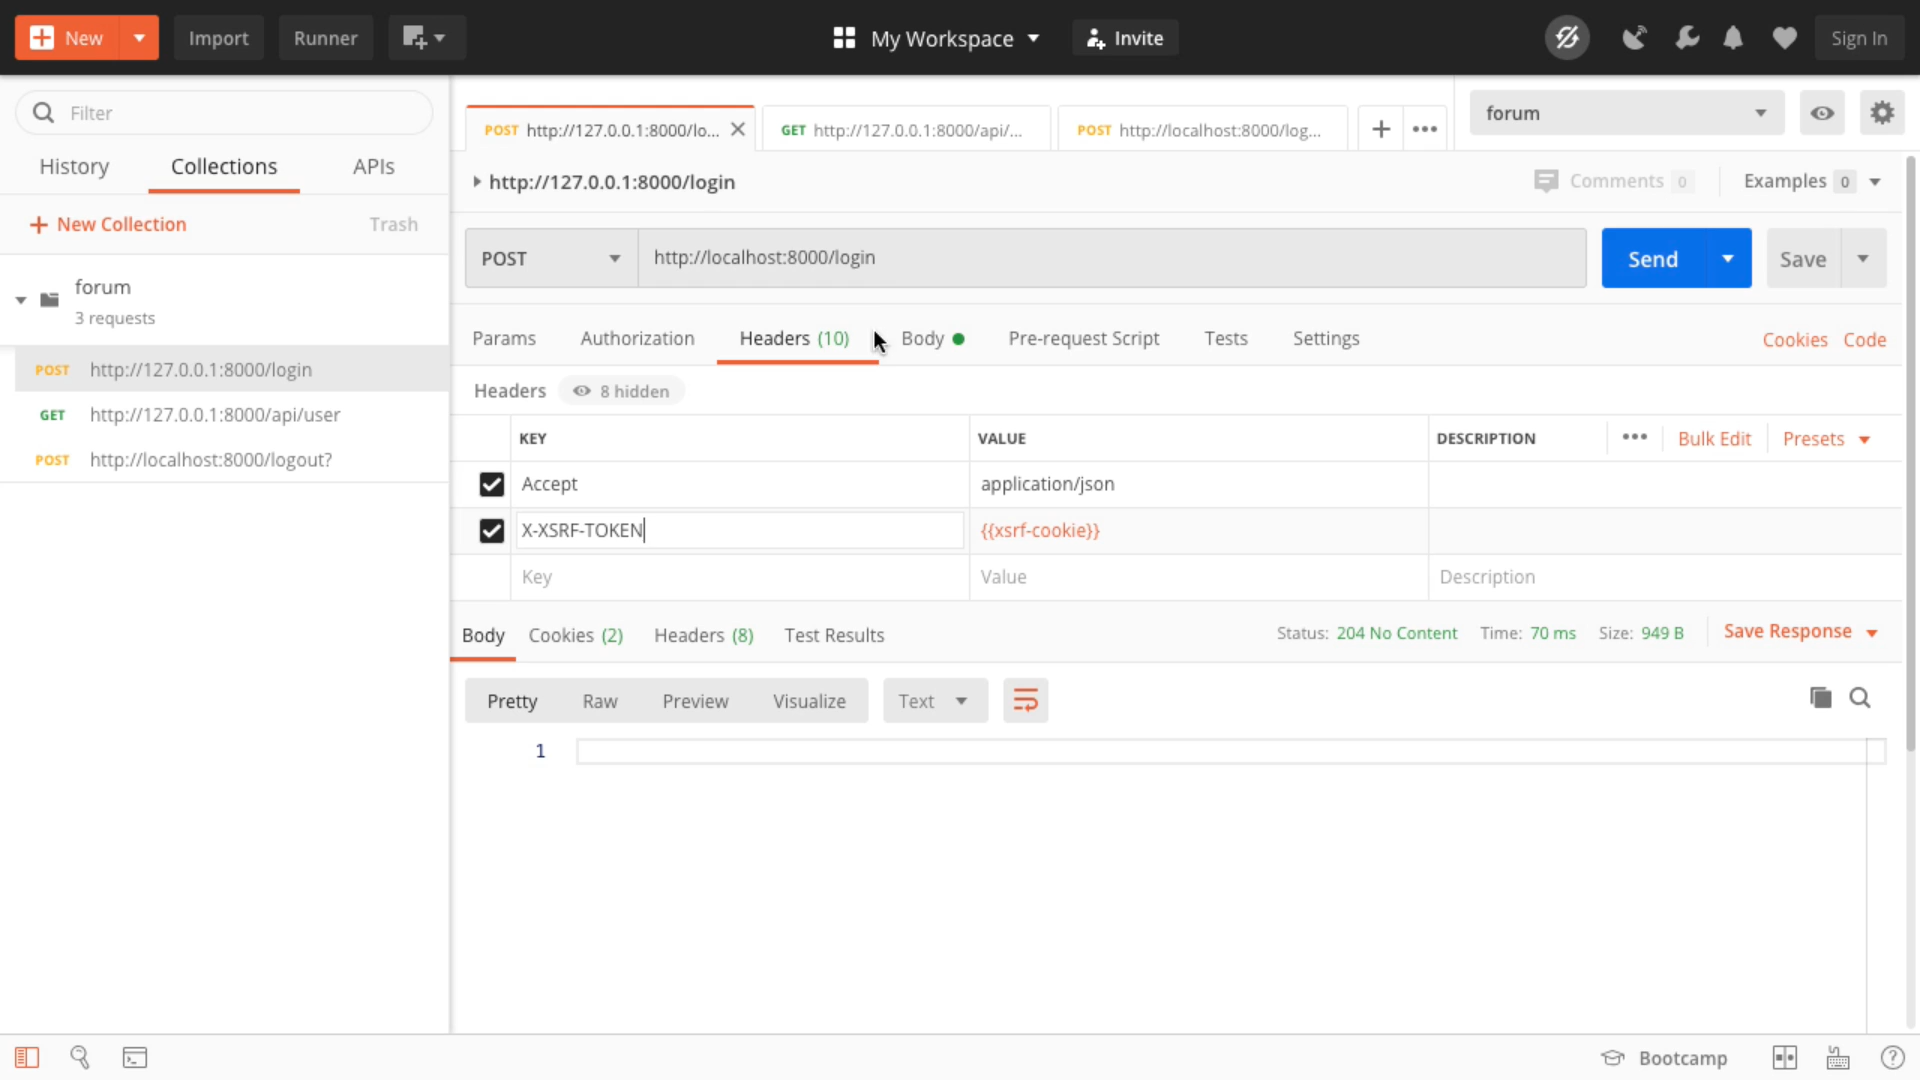 New
Import
Runner
My Workspace
Invite
Sign In
Filter
History
Collections
APIs
+ New Collection
Trash
forum
3 requests
POST http://127.0.0.1:8000/login
GET http://127.0.0.1:8000/api/user
POST http://localhost:8000/logout?
POST http://127.0.0.1:8000/lo...
GET http://127.0.0.1:8000/api/...
POST http://localhost:8000/log...
forum
http://127.0.0.1:8000/login
Comments 0
Examples 0
POST
http://localhost:8000/login
Send
Save
Params
Authorization
Headers (10)
Body
Pre-request Script
Tests
Settings
Cookies
Code
Headers
8 hidden
KEY
VALUE
DESCRIPTION
Bulk Edit
Presets
Accept
application/json
X-XSRF-TOKEN
{{xsrf-cookie}}
Key
Value
Description
Body
Cookies (2)
Headers (8)
Test Results
Status: 204 No Content
Time: 70 ms
Size: 949 B
Save Response
Pretty
Raw
Preview
Visualize
Text
1
Bootcamp